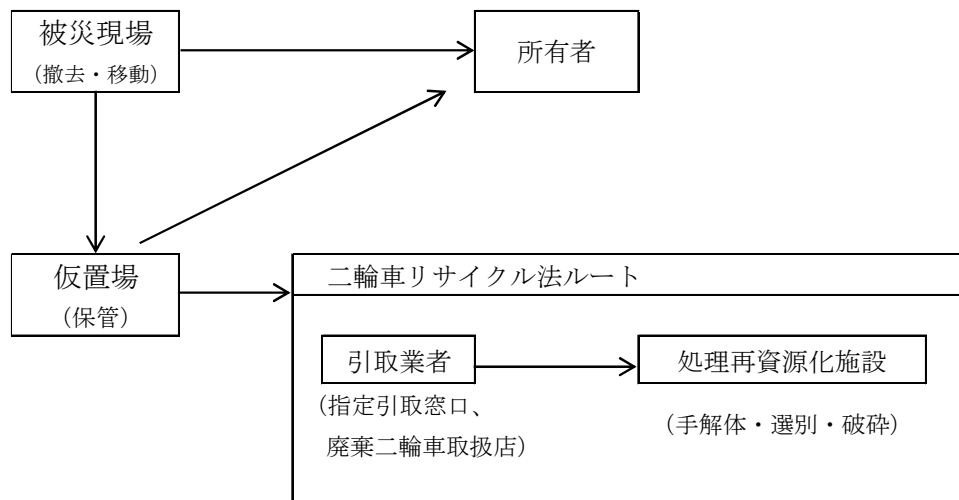 被災現場
(撤去・移動)
所有者
仮置場
(保管)
二輪車リサイクル法ルート
引取業者
(指定引取窓口、
廃棄二輪車取扱店)
処理再資源化施設
(手解体・選別・破砕)